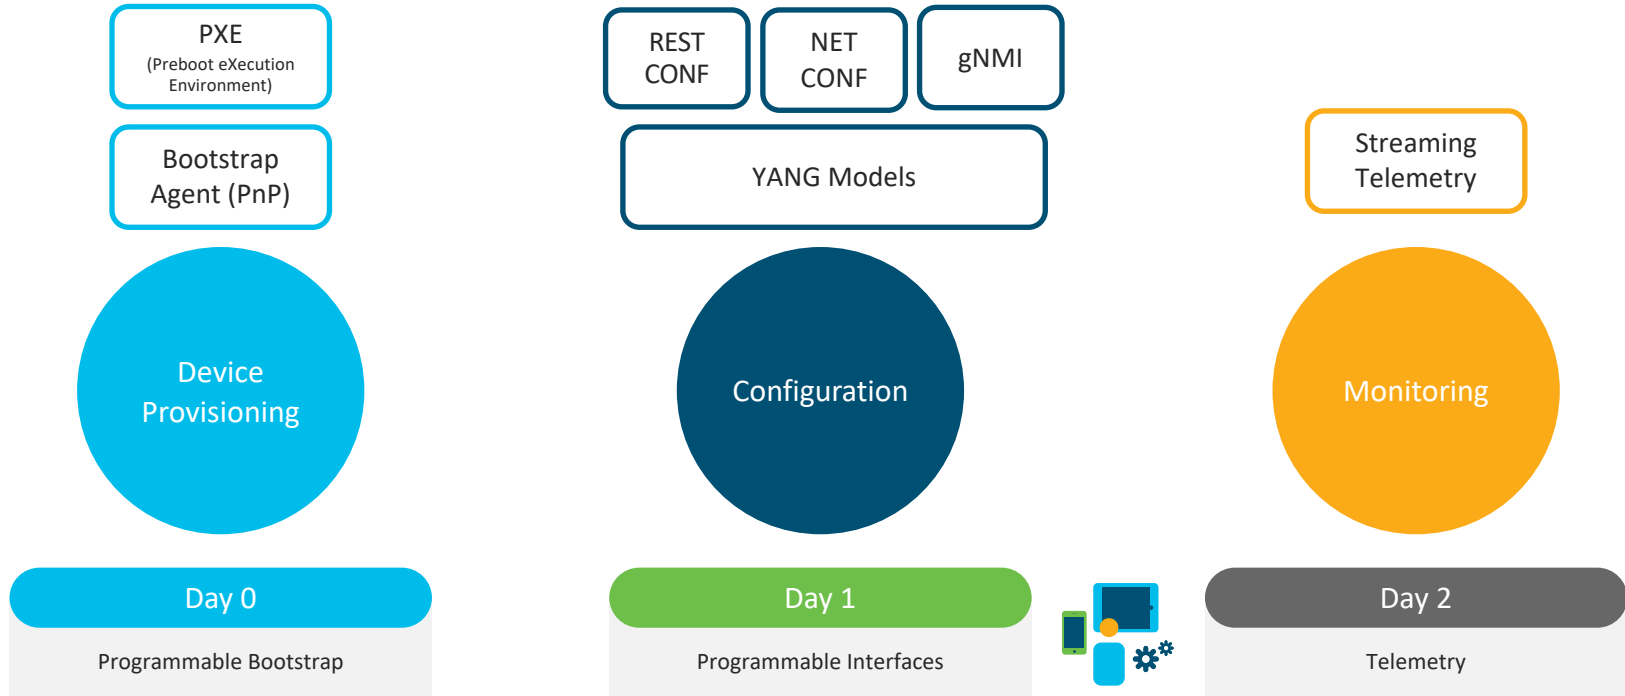 PXE
(Preboot eXecution
Environment)
Bootstrap
Agent (PnP)
Device
Provisioning
Day 0
Programmable Bootstrap
REST
CONF
NET
CONF
gNMI
YANG Models
Configuration
Day 1
Programmable Interfaces
Streaming
Telemetry
Monitoring
Day 2
Telemetry